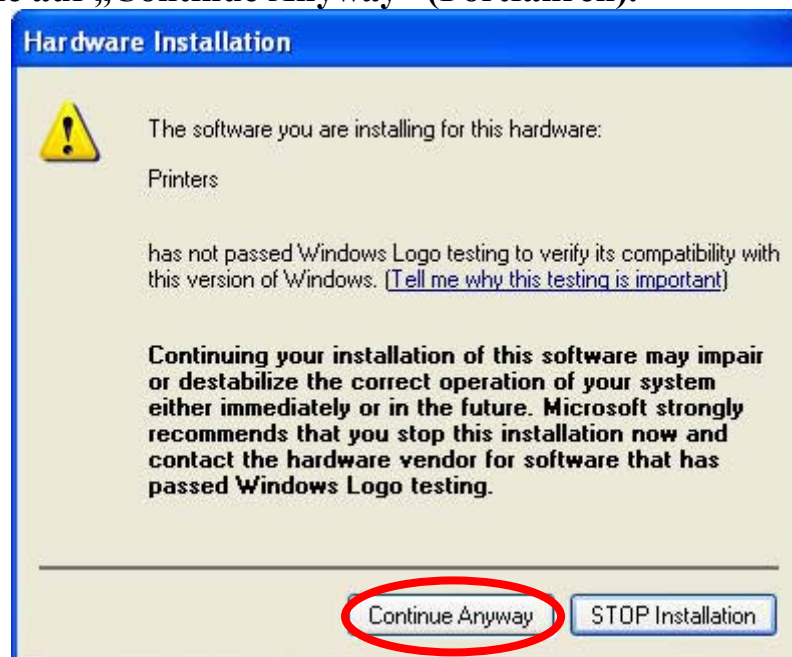 auf „Continue Anyway" (Fortfahren).
Hardware Installation
The software you are installing for this hardware:
Printers
has not passed Windows Logo testing to verify its compatibility with
this version of Windows. (Tell me why this testing is important)
Continuing your installation of this software may impair
or destabilize the correct operation of your system
either immediately or in the future. Microsoft strongly
recommends that you stop this installation now and
contact the hardware vendor for software that has
passed Windows Logo testing.
Continue Anyway STOP Installation